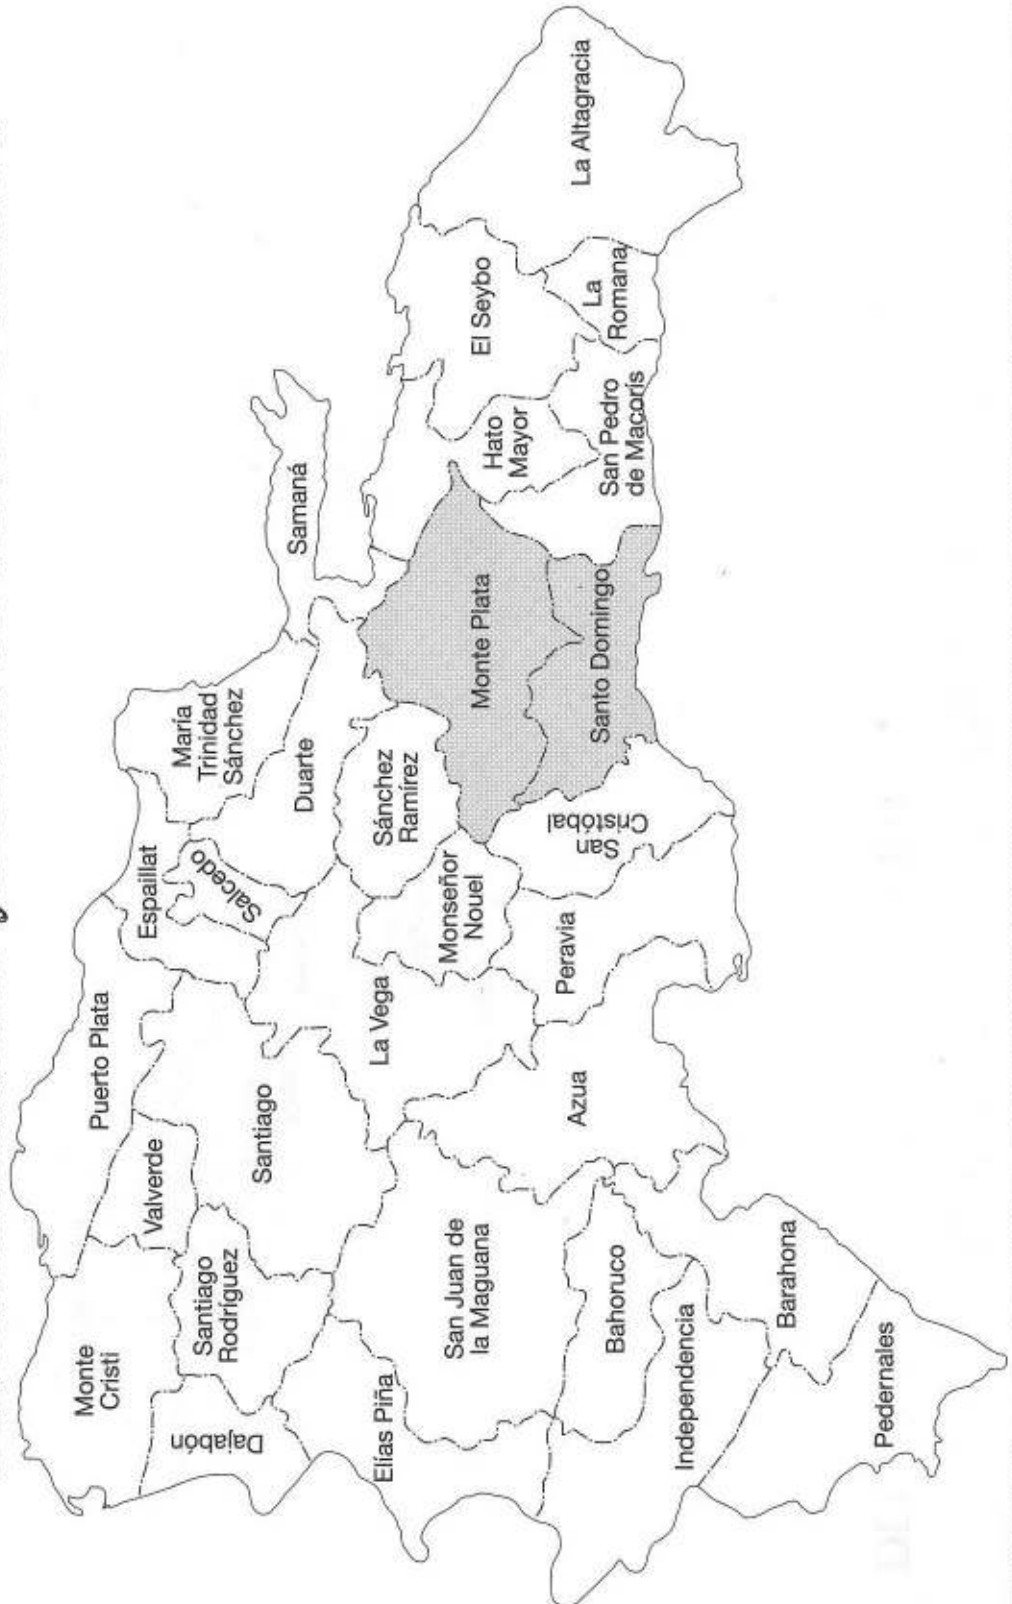 Monte
Cristi
Puerto Plata
Valverde
Dajabón
Santiago
Rodríguez
Santiago
Espaillat
Salcedo
María
Trinidad
Sánchez
Duarte
Samaná
Elías Piña
San Juan de
la Maguana
La Vega
Sánchez
Ramírez
Monseñor
Nouel
Monte Plata
Hato
Mayor
El Seybo
La Altagracia
Bahoruco
Independencia
Azua
Peravia
San
Cristóbal
Santo Domingo
San Pedro
de Macorís
La
Romana
Barahona
Pedernales